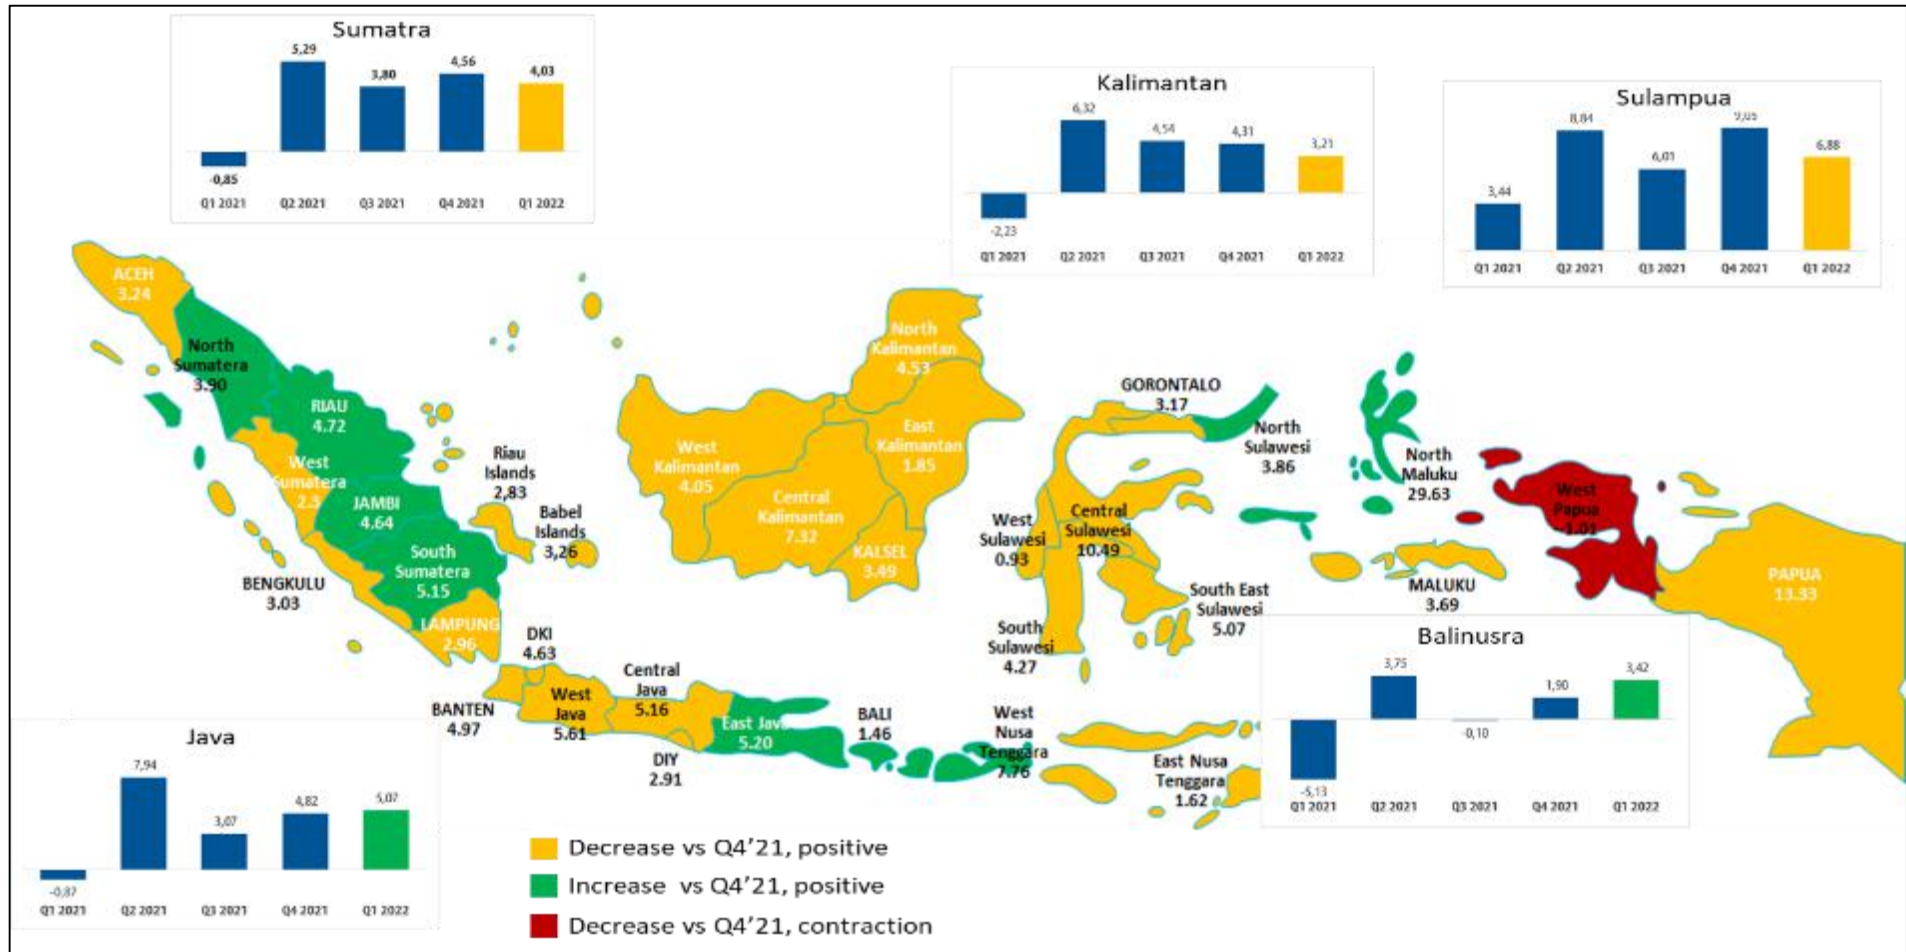 Sumatra
5,29
3,80
4,56
4,03
-0,85
Q1 2021 Q2 2021 Q3 2021 Q4 2021 Q1 2022
Kalimantan
6,32
4,54
4,31
3,21
-2,23
Q1 2021 Q2 2021 Q3 2021 Q4 2021 Q1 2022
Sulampua
3,44
8,84
6,01
9,05
6,88
Q1 2021 Q2 2021 Q3 2021 Q4 2021 Q1 2022
ACEH
3.24
North
Sumatera
3.90
RIAU
4.72
West
Sumatera
2.3
JAMBI
4.64
South
Sumatera
5.15
Riau
Islands
2,83
Babel
Islands
3,26
BENGKULU
3.03
LAMPUNG
2.96
North
Kalimantan
4.53
West
Kalimantan
4.05
East
Kalimantan
1.85
Central
Kalimantan
7.32
KALSEL
3.49
GORONTALO
3.17
North
Sulawesi
3.86
West
Sulawesi
0.93
Central
Sulawesi
10.49
South East
Sulawesi
5.07
South
Sulawesi
4.27
North
Maluku
29.63
West
Papua
-1.01
MALUKU
3.69
PAPUA
13.33
DKI
4.63
BANTEN
4.97
West
Java
5.61
Central
Java
5.16
DIY
2.91
East Java
5.20
BALI
1.46
West
Nusa
Tenggara
7.76
East Nusa
Tenggara
1.62
Java
-0,87
7,94
3,07
4,82
5,07
Q1 2021 Q2 2021 Q3 2021 Q4 2021 Q1 2022
Balinusra
-5,13
3,75
-0,10
1,90
3,42
Q1 2021 Q2 2021 Q3 2021 Q4 2021 Q1 2022
Decrease vs Q4’21, positive
Increase vs Q4’21, positive
Decrease vs Q4’21, contraction